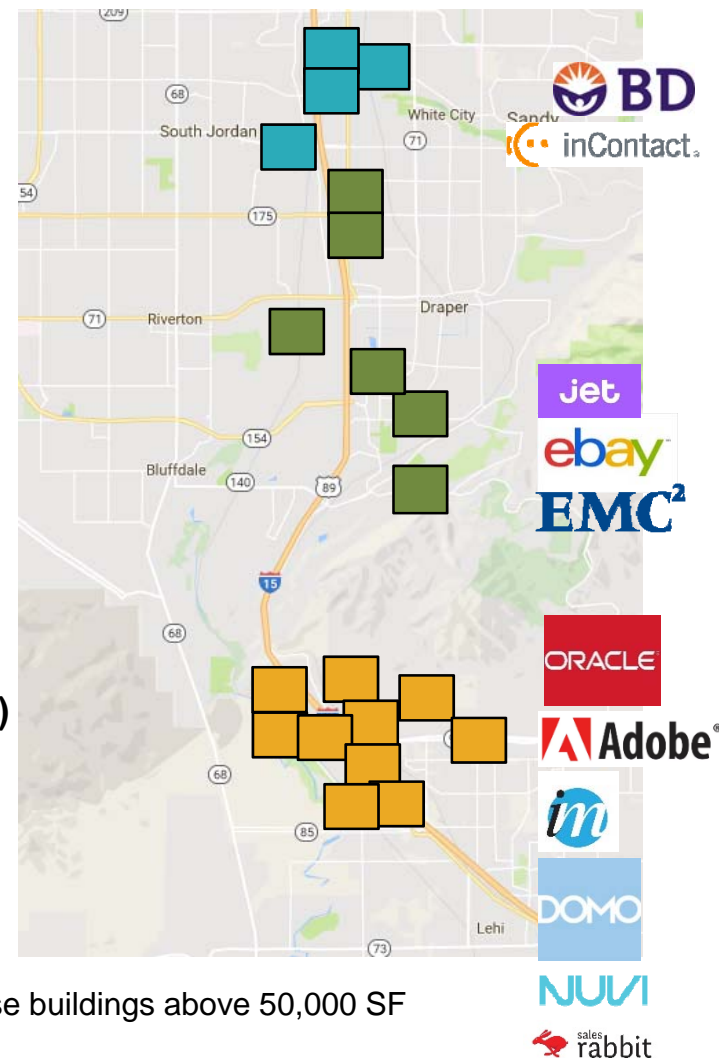 209
68
White City
Sandy
South Jordan
71
BD
inContact
54
175
71
Riverton
Draper
jet
ebay
154
EMC²
Bluffdale
140
89
15
68
ORACLE
)
Adobe®
68
im
85
DOMO
Lehi
73
se buildings above 50,000 SF
NUVI
sales
rabbit